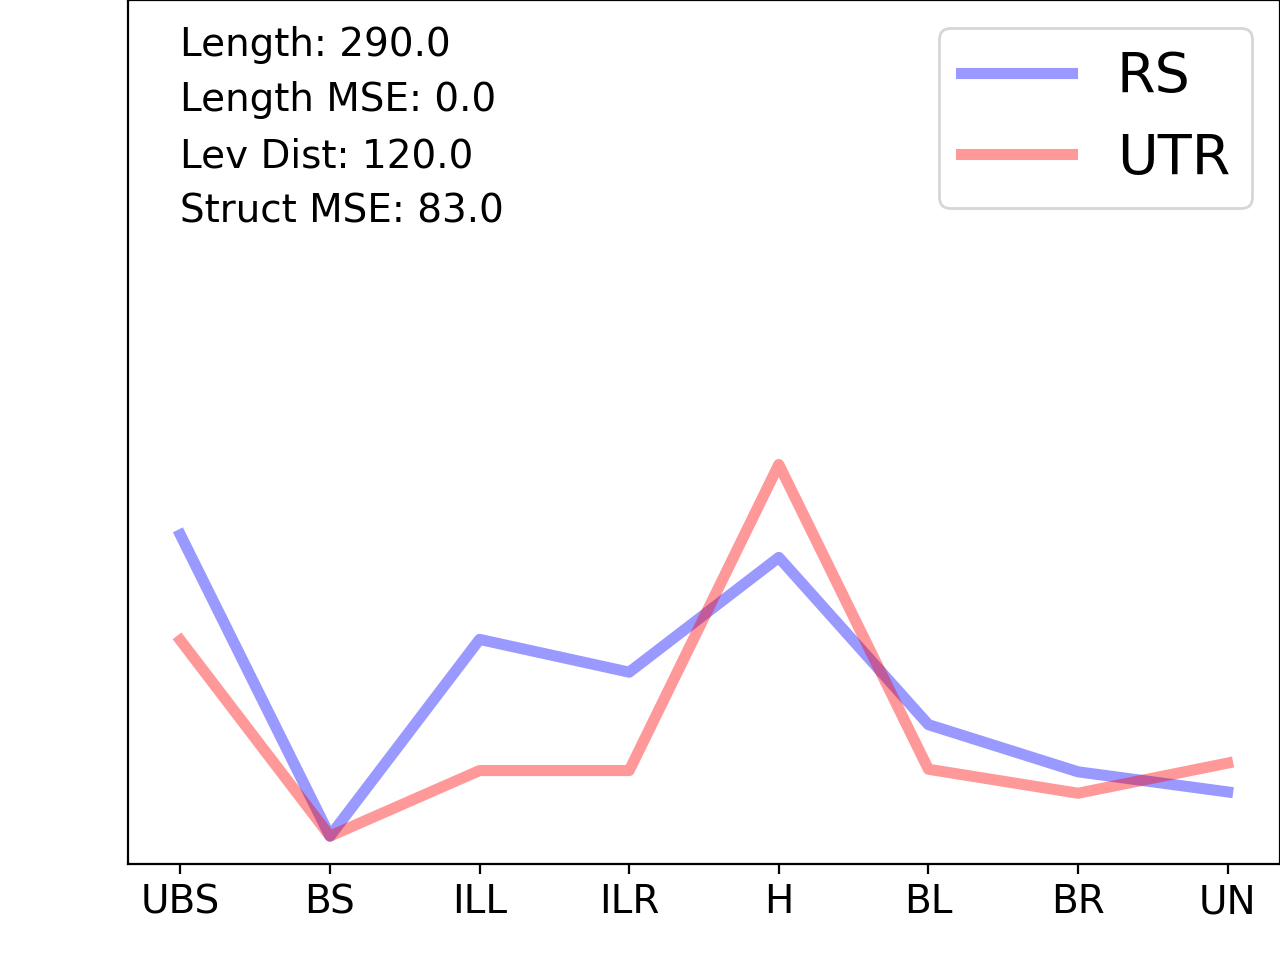 Length: 290.0
Length MSE: 0.0
Lev Dist: 120.0
Struct MSE: 83.0
RS
UTR
UBS BS ILL ILR H BL BR UN